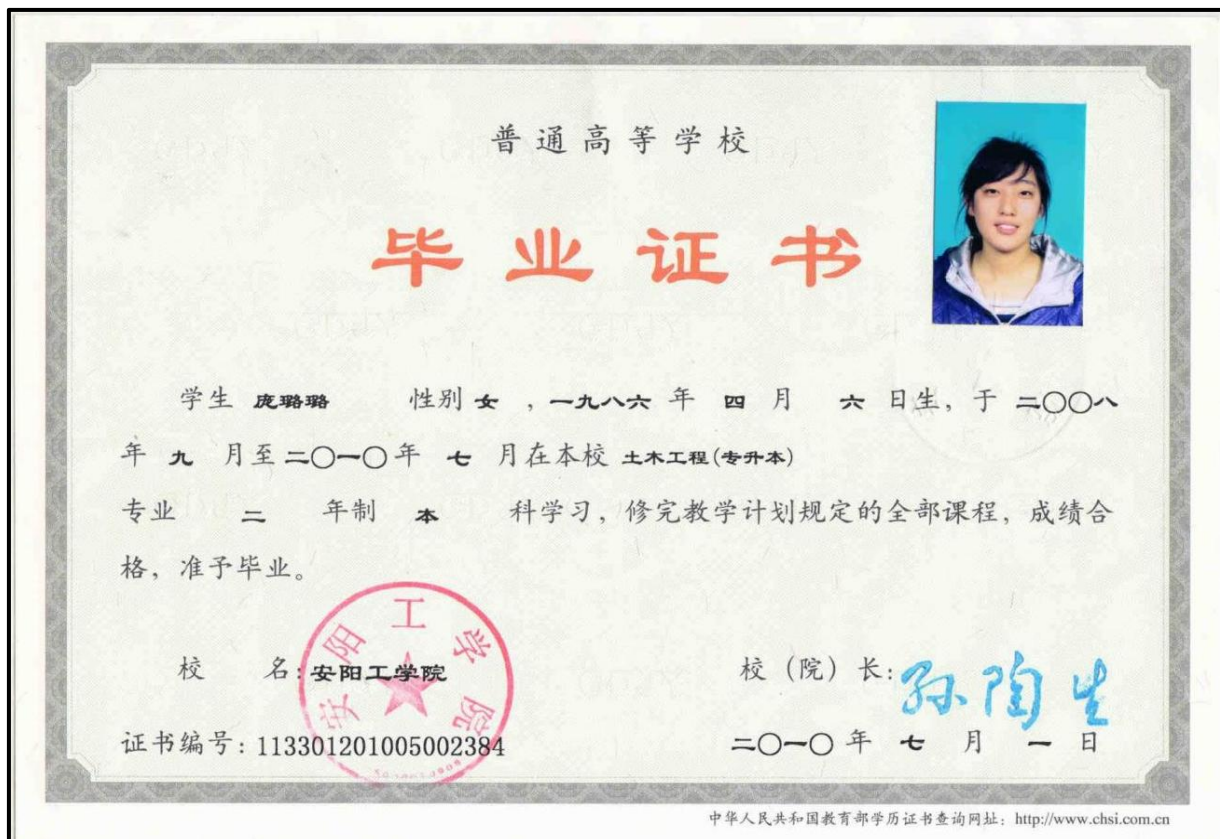 普通高等学校
毕业证书
学生 庞璐璐 性别 女 ，一九八六 年 四 月 六 日生，于 二〇〇八
年 九 月至 二〇一〇 年 七 月在本校 土木工程(专升本)
专业 二 年制 本 科学习，修完教学计划规定的全部课程，成绩合
格，准予毕业。
安阳工学院
校 名：安阳工学院
校（院）长：孙陶生
证书编号：113301201005002384
二〇一〇 年 七 月 一 日
中华人民共和国教育部学历证书查询网址：http://www.chsi.com.cn